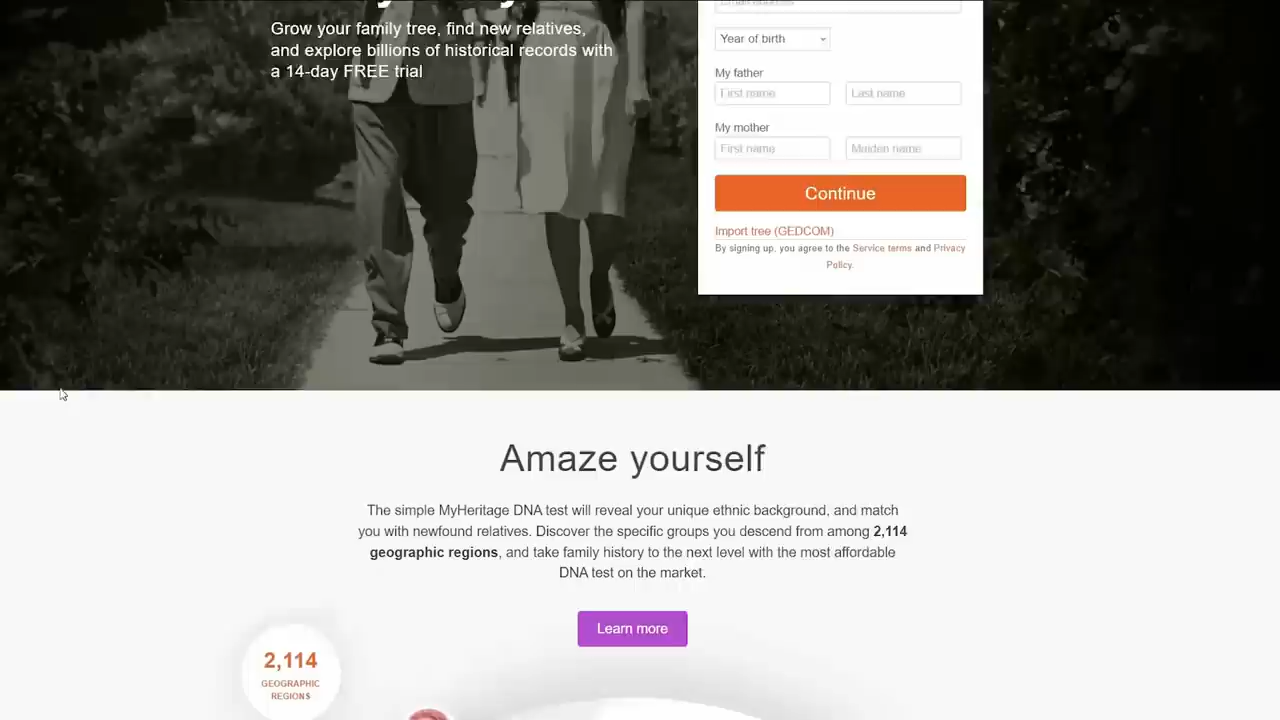 Grow your family tree, find new relatives,
and explore billions of historical records with
a 14-day FREE trial
Year of birth
My father
First name
Last name
My mother
First name
Maiden name
Continue
Import tree (GEDCOM)
By signing up, you agree to the Service terms and Privacy
Policy.
Amaze yourself
The simple MyHeritage DNA test will reveal your unique ethnic background, and match
you with newfound relatives. Discover the specific groups you descend from among 2,114
geographic regions, and take family history to the next level with the most affordable
DNA test on the market.
Learn more
2,114
GEOGRAPHIC
REGIONS